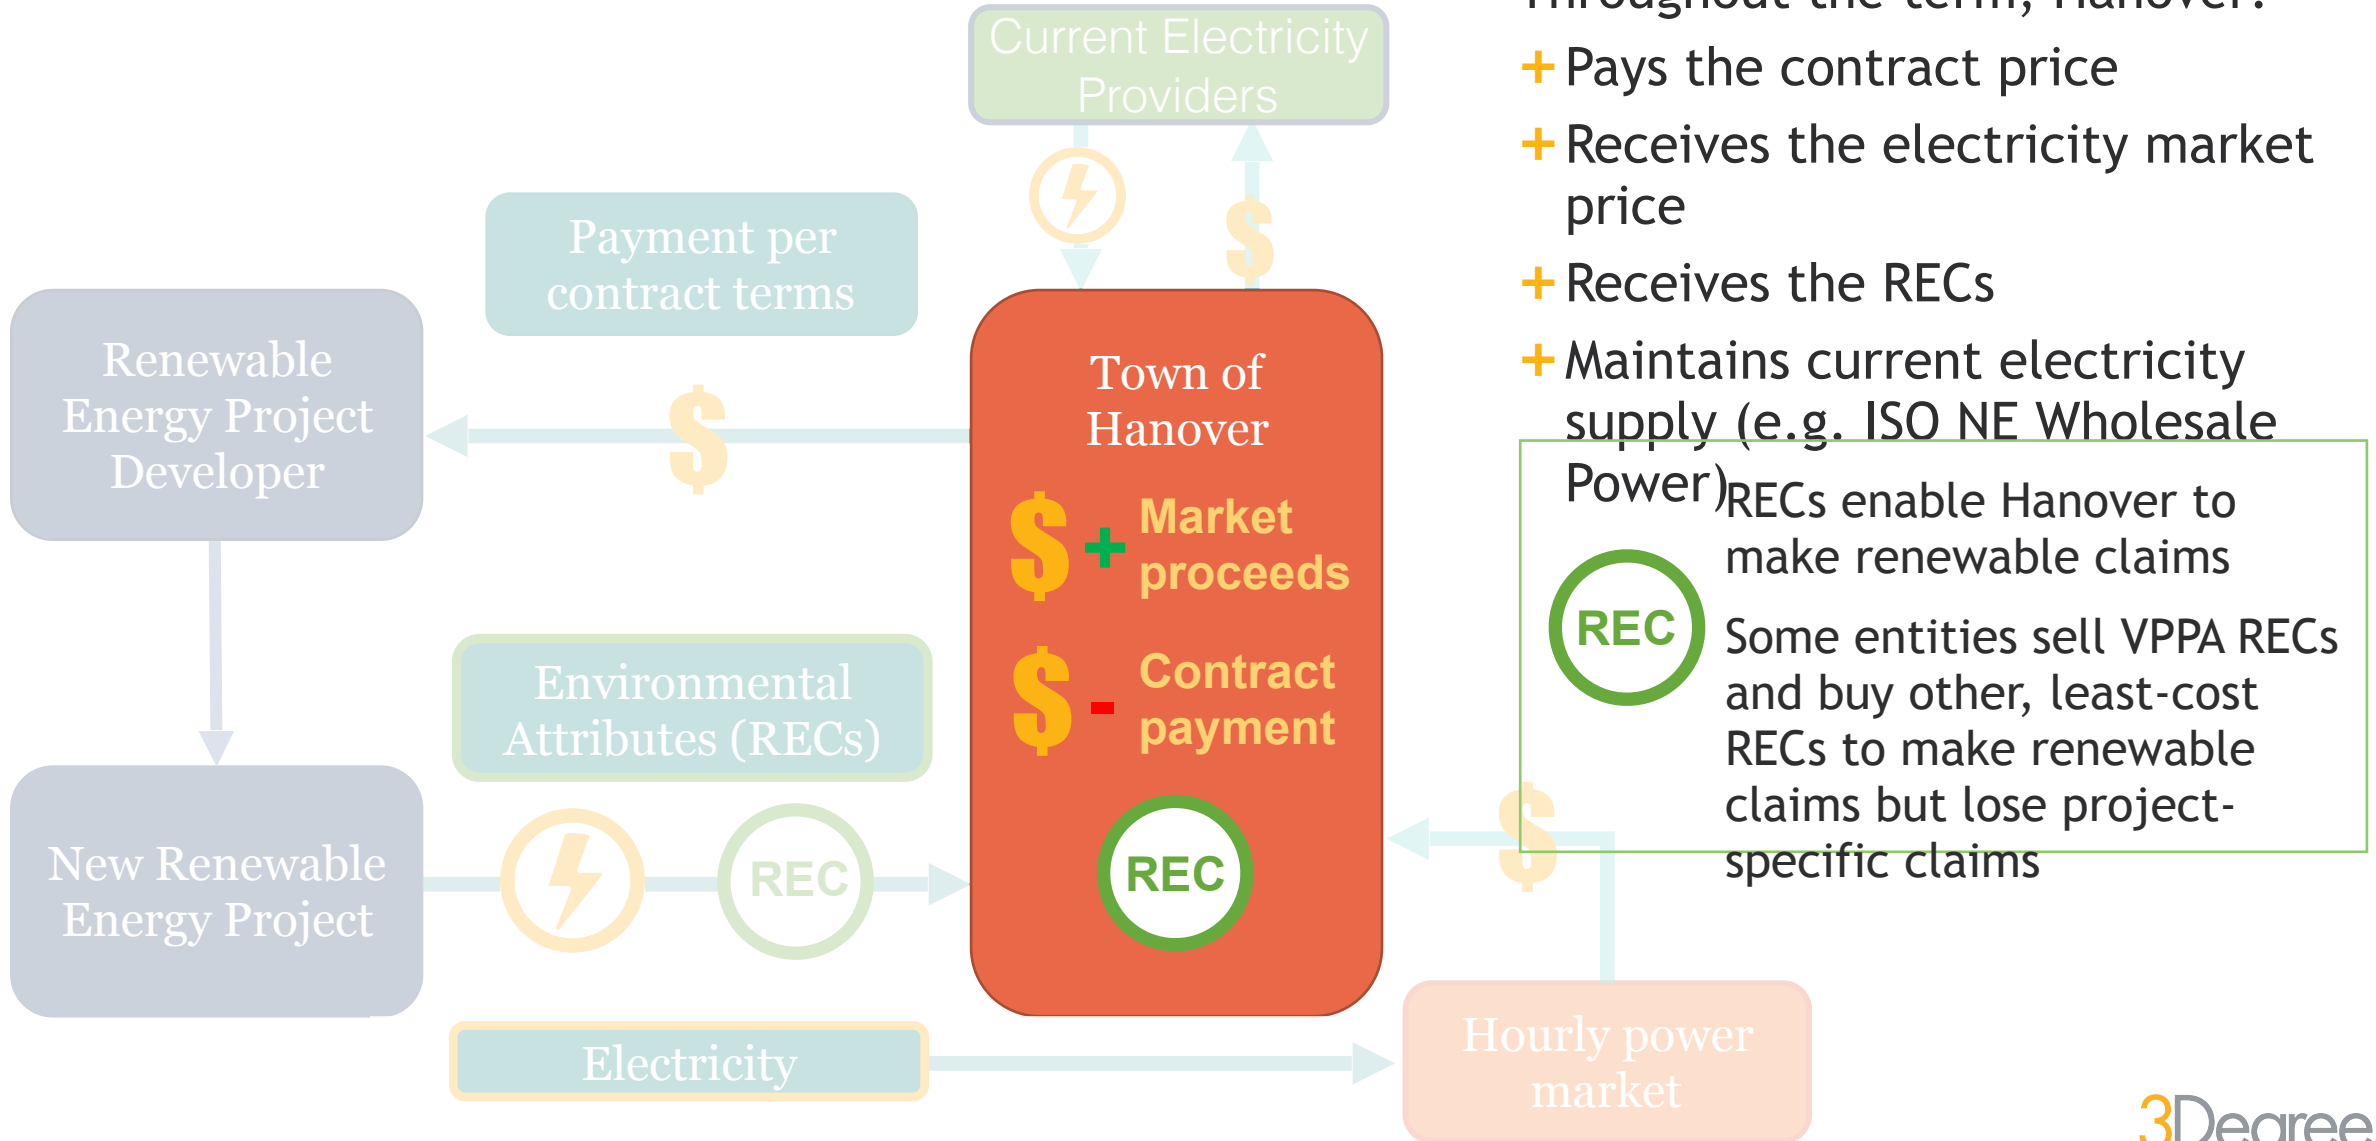 Current Electricity
Providers
Payment per
contract terms
Renewable
Energy Project
Developer
Town of
Hanover
$ + Market
proceeds
$ - Contract
payment
REC
$
$
Environmental
Attributes (RECs)
New Renewable
Energy Project
REC
Electricity
Hourly power
market
$
Throughout the term, Hanover:
+ Pays the contract price
+ Receives the electricity market
price
+ Receives the RECs
+ Maintains current electricity
supply (e.g. ISO NE Wholesale
Power)
REC
RECs enable Hanover to
make renewable claims
Some entities sell VPPA RECs
and buy other, least-cost
RECs to make renewable
claims but lose project-
specific claims
3Degrees